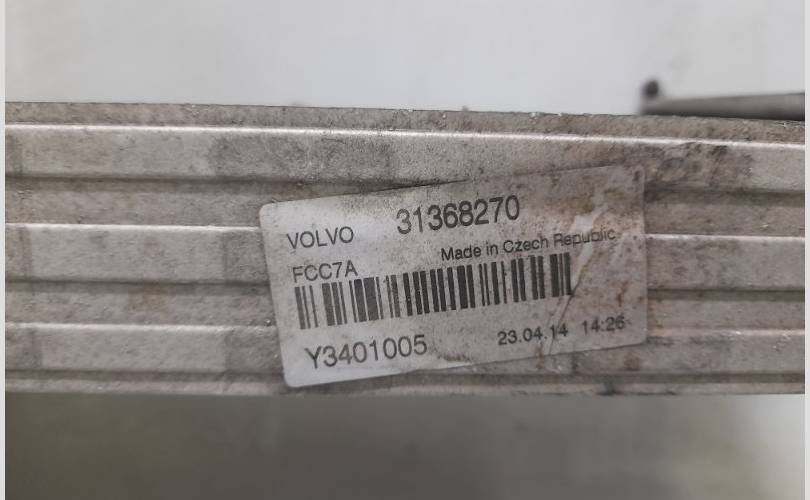 VOLVO 31368270
Made in Czech Republic
FCC7A
Y3401005 23.04.14 14:26